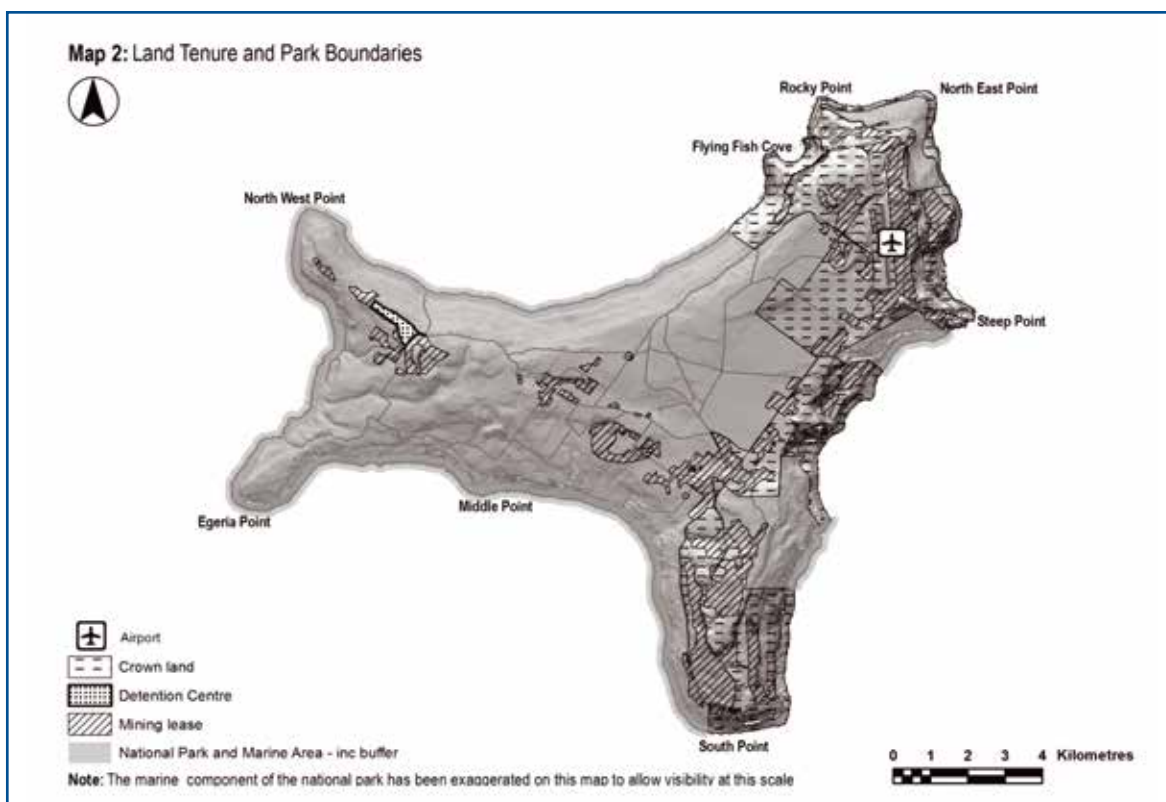 Map 2: Land Tenure and Park Boundaries
Rocky Point
North East Point
Flying Fish Cove
North West Point
Steep Point
Middle Point
Egeria Point
South Point
Airport
Crown land
Detention Centre
Mining lease
National Park and Marine Area - inc buffer
0 1 2 3 4 Kilometres
Note: The marine component of the national park has been exaggerated on this map to allow visibility at this scale